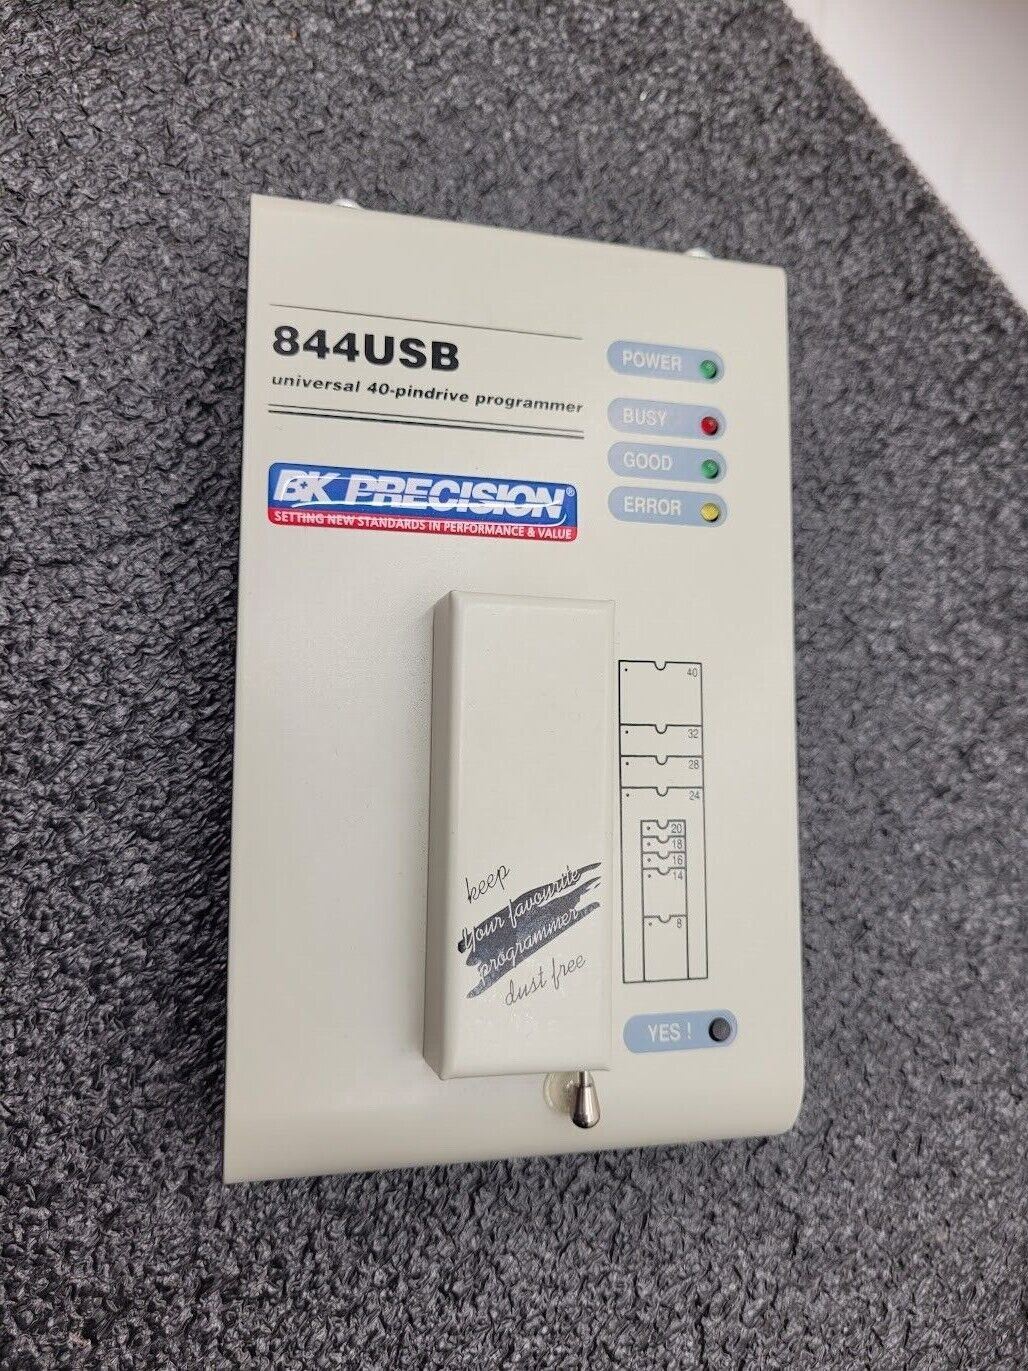 844USB
universal 40-pindrive programmer
BK PRECISION®
SETTING NEW STANDARDS IN PERFORMANCE & VALUE
POWER
BUSY
GOOD
ERROR
40
32
28
24
20
18
16
14
8
keep
your favourite
programmer
dust free
YES !